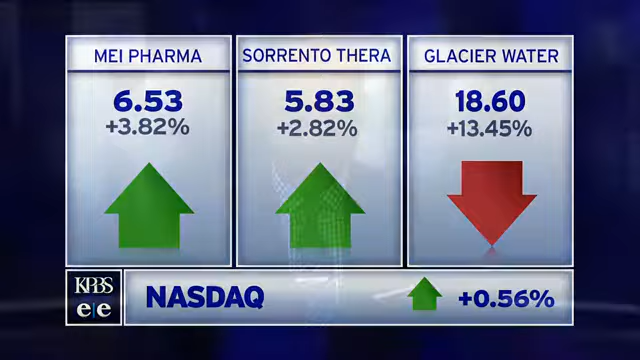 MEI PHARMA
6.53
+3.82%
SORRENTO THERA
5.83
+2.82%
GLACIER WATER
18.60
+13.45%
KPBS
e|e
NASDAQ
+0.56%